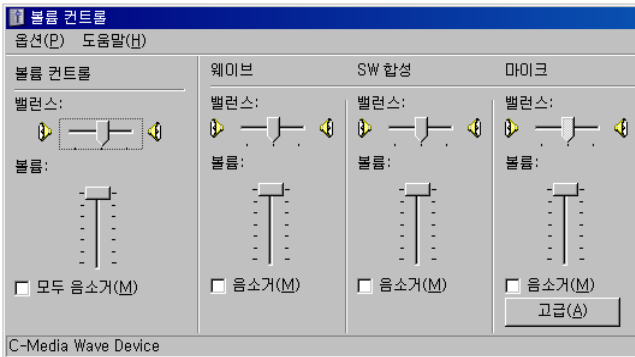 볼륨 컨트롤
옵션(P) 도움말(H)
볼륨 컨트롤 웨이브 SW 합성 마이크
밸런스: 밸런스: 밸런스: 밸런스:
볼륨: 볼륨: 볼륨: 볼륨:
모두 음소거(M) 음소거(M) 음소거(M) 음소거(M)
고급(A)
C-Media Wave Device